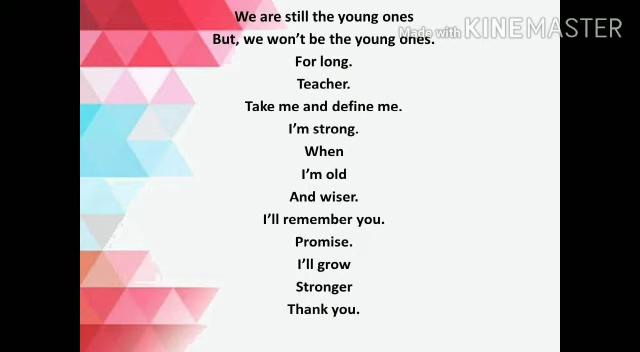 We are still the young ones
Made with KINEMASTER
But, we won’t be the young ones.
For long.
Teacher.
Take me and define me.
I’m strong.
When
I’m old
And wiser.
I’ll remember you.
Promise.
I’ll grow
Stronger
Thank you.